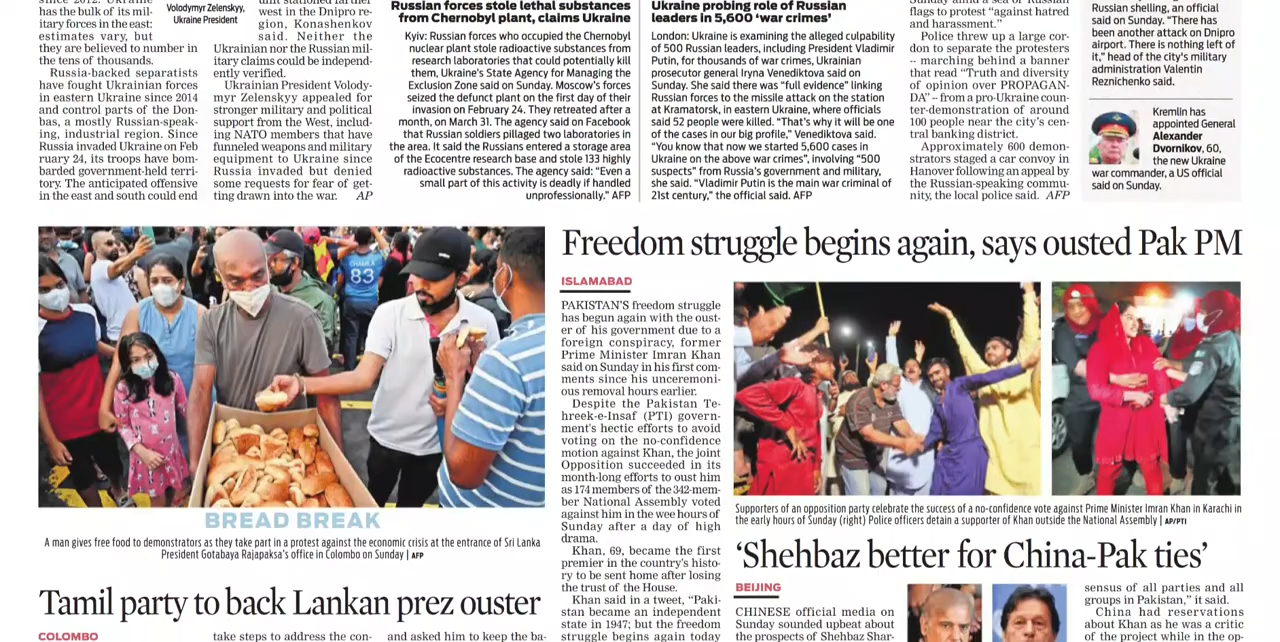 since 2012. Ukraine
has the bulk of its mil-
itary forces in the east:
estimates vary, but
they are believed to number in
the tens of thousands.
Russia-backed separatists
have fought Ukrainian forces
in eastern Ukraine since 2014
and control parts of the Don-
bas, a mostly Russian-speak-
ing, industrial region. Since
Russia invaded Ukraine on Feb
ruary 24, its troops have bom-
barded government-held terri-
tory. The anticipated offensive
in the east and south could end
Volodymyr Zelenskyy,
Ukraine President
unit stationed further
west in the Dnipro re-
gion, Konashenkov
said. Neither the
Ukrainian nor the Russian mil-
itary claims could be independ-
ently verified.
Ukrainian President Volody-
myr Zelenskyy appealed for
stronger military and political
support from the West, includ-
ing NATO members that have
funneled weapons and military
equipment to Ukraine since
Russia invaded but denied
some requests for fear of get-
ting drawn into the war. AP
Russian forces stole lethal substances
from Chernobyl plant, claims Ukraine
Kyiv: Russian forces who occupied the Chernobyl
nuclear plant stole radioactive substances from
research laboratories that could potentially kill
them, Ukraine's State Agency for Managing the
Exclusion Zone said on Sunday. Moscow's forces
seized the defunct plant on the first day of their
invasion on February 24. They retreated after a
month, on March 31. The agency said on Facebook
that Russian soldiers pillaged two laboratories in
the area. It said the Russians entered a storage area
of the Ecocentre research base and stole 133 highly
radioactive substances. The agency said: "Even a
small part of this activity is deadly if handled
unprofessionally." AFP
Ukraine probing role of Russian
leaders in 5,600 'war crimes'
London: Ukraine is examining the alleged culpability
of 500 Russian leaders, including President Vladimir
Putin, for thousands of war crimes, Ukrainian
prosecutor general Iryna Venediktova said on
Sunday. She said there was "full evidence" linking
Russian forces to the missile attack on the station
at Kramatorsk, in eastern Ukraine, where officials
said 52 people were killed. "That's why it will be one
of the cases in our big profile," Venediktova said.
"You know that now we started 5,600 cases in
Ukraine on the above war crimes", involving "500
suspects" from Russia's government and military,
she said. "Vladimir Putin is the main war criminal of
21st century," the official said. AFP
Sunday amid a sea of Russian
flags to protest "against hatred
and harassment."
Police threw up a large cor-
don to separate the protesters
-- marching behind a banner
that read "Truth and diversity
of opinion over PROPAGAN-
DA" -- from a pro-Ukraine coun-
ter-demonstration of around
100 people near the city's cen-
tral banking district.
Approximately 600 demon-
strators staged a car convoy in
Hanover following an appeal by
the Russian-speaking commu-
nity, the local police said. AFP
Russian shelling, an official
said on Sunday. "There has
been another attack on Dnipro
airport. There is nothing left of
it," head of the city's military
administration Valentin
Reznichenko said.
Kremlin has
appointed General
Alexander
Dvornikov, 60,
the new Ukraine
war commander, a US official
said on Sunday.
CHAMILA
83
BREAD BREAK
A man gives free food to demonstrators as they take part in a protest against the economic crisis at the entrance of Sri Lanka
President Gotabaya Rajapaksa's office in Colombo on Sunday | AFP
Tamil party to back Lankan prez ouster
COLOMBO
take steps to address the con-
and asked him to keep the ba-
Freedom struggle begins again, says ousted Pak PM
ISLAMABAD
PAKISTAN'S freedom struggle
has begun again with the oust-
er of his government due to a
foreign conspiracy, former
Prime Minister Imran Khan
said on Sunday in his first com-
ments since his unceremoni-
ous removal hours earlier.
Despite the Pakistan Te-
hreek-e-Insaf (PTI) govern-
ment's hectic efforts to avoid
voting on the no-confidence
motion against Khan, the joint
Opposition succeeded in its
month-long efforts to oust him
as 174 members of the 342-mem-
ber National Assembly voted
against him in the wee hours of
Sunday after a day of high
drama.
Khan, 69, became the first
premier in the country's histo-
ry to be sent home after losing
the trust of the House.
Khan said in a tweet, "Paki-
stan became an independent
state in 1947; but the freedom
struggle begins again today
Supporters of an opposition party celebrate the success of a no-confidence vote against Prime Minister Imran Khan in Karachi in
the early hours of Sunday (right) Police officers detain a supporter of Khan outside the National Assembly | AP/PTI
'Shehbaz better for China-Pak ties'
BEIJING
CHINESE official media on
Sunday sounded upbeat about
the prospects of Shehbaz Shar-
sensus of all parties and all
groups in Pakistan," it said.
China had reservations
about Khan as he was a critic
of the project while in the op-